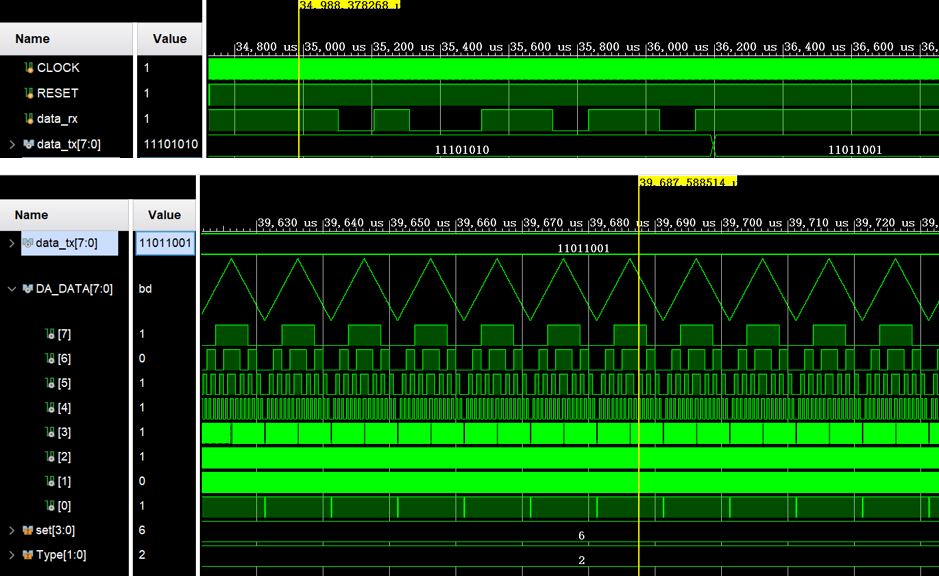 34,988.378268 u
Name Value
34,800 us 35,000 us 35,200 us 35,400 us 35,600 us 35,800 us 36,000 us 36,200 us 36,400 us 36,600 us 36,
CLOCK 1
RESET 1
data_rx 1
data_tx[7:0] 11101010 11101010 11011001
39,687.588514 u
Name Value
39,630 us 39,640 us 39,650 us 39,660 us 39,670 us 39,680 us 39,690 us 39,700 us 39,710 us 39,720 us 39,
data_tx[7:0] 11011001 11011001
DA_DATA[7:0] bd
[7] 1
[6] 0
[5] 1
[4] 1
[3] 1
[2] 1
[1] 0
[0] 1
set[3:0] 6 6
Type[1:0] 2 2